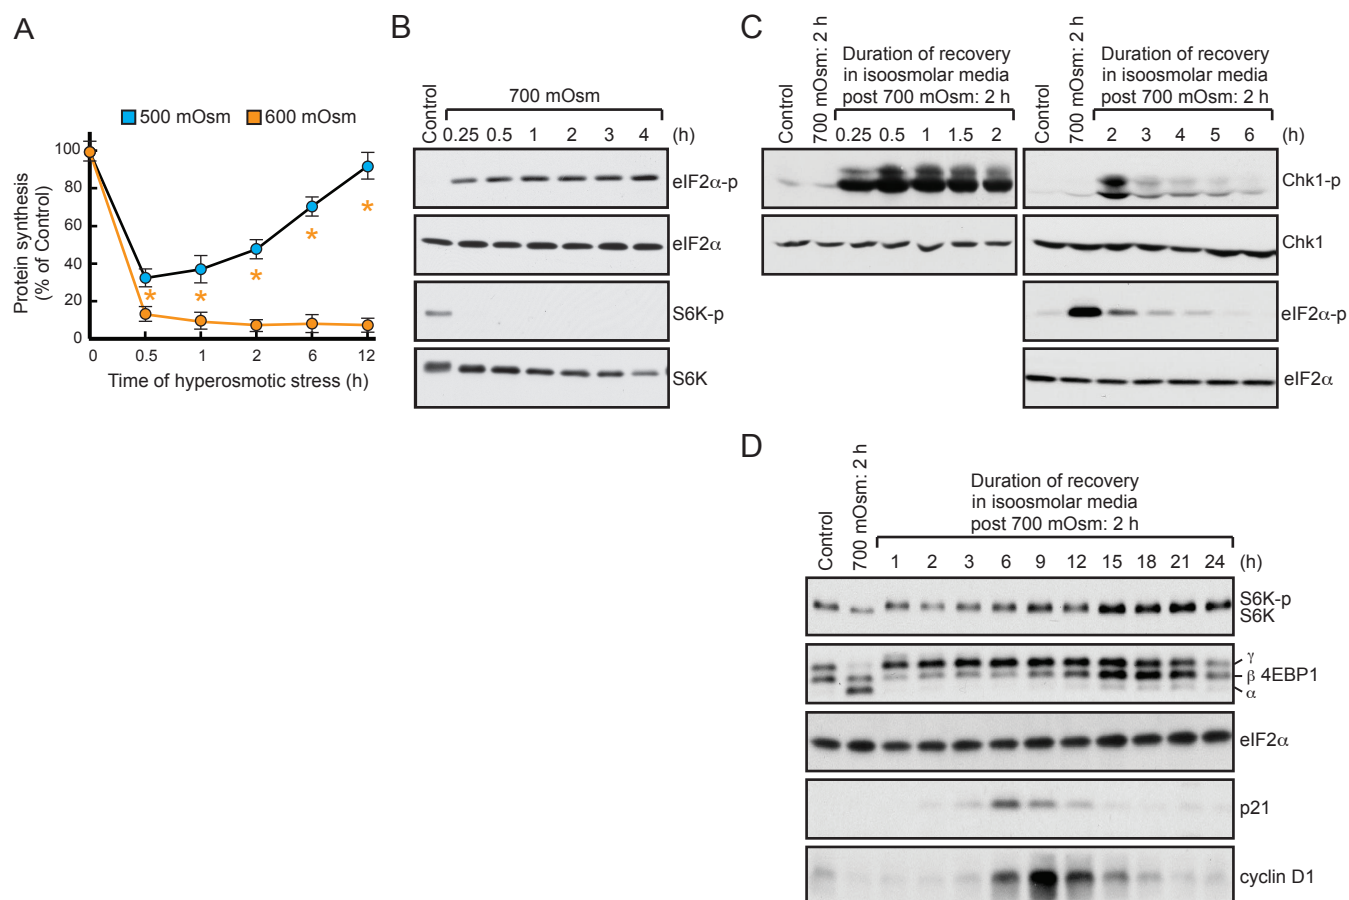 A
500 mOsm 600 mOsm
Protein synthesis
(% of Control)
100
80
60
40
20
0
0 0.5 1 2 6 12
Time of hyperosmotic stress (h)
* * * * *
B
Control
700 mOsm
0.25 0.5 1 2 3 4 (h)
eIF2α-p
eIF2α
S6K-p
S6K
C
Control
700 mOsm: 2 h
Duration of recovery
in isoosmolar media
post 700 mOsm: 2 h
0.25 0.5 1 1.5 2
Control
700 mOsm: 2 h
Duration of recovery
in isoosmolar media
post 700 mOsm: 2 h
2 3 4 5 6 (h)
Chk1-p
Chk1
eIF2α-p
eIF2α
D
Control
700 mOsm: 2 h
Duration of recovery
in isoosmolar media
post 700 mOsm: 2 h
1 2 3 6 9 12 15 18 21 24 (h)
S6K-p
S6K
γ
β 4EBP1
α
eIF2α
p21
cyclin D1